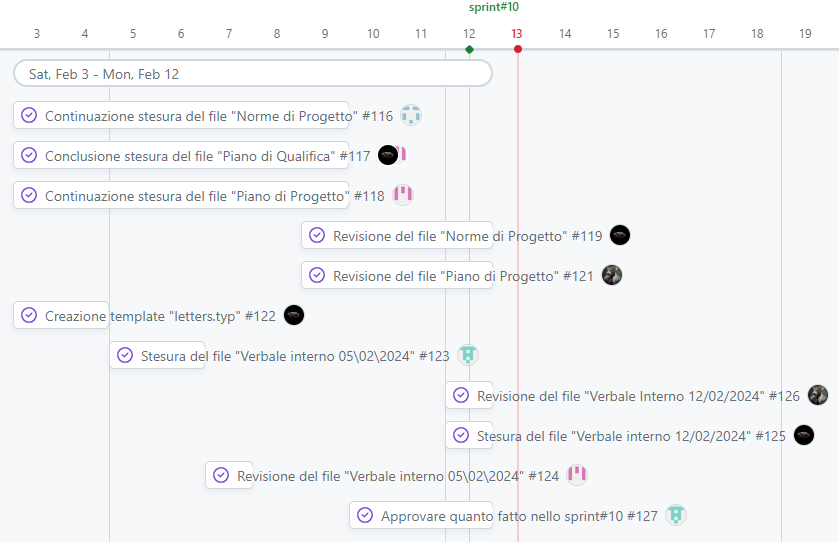 sprint#10
3 4 5 6 7 8 9 10 11 12 13 14 15 16 17 18 19
Sat, Feb 3 - Mon, Feb 12
Continuazione stesura del file "Norme di Progetto" #116
Conclusione stesura del file "Piano di Qualifica" #117
Continuazione stesura del file "Piano di Progetto" #118
Revisione del file "Norme di Progetto" #119
Revisione del file "Piano di Progetto" #121
Creazione template "letters.typ" #122
Stesura del file "Verbale interno 05\02\2024" #123
Revisione del file "Verbale Interno 12/02/2024" #126
Stesura del file "Verbale interno 12/02/2024" #125
Revisione del file "Verbale interno 05\02\2024" #124
Approvare quanto fatto nello sprint#10 #127